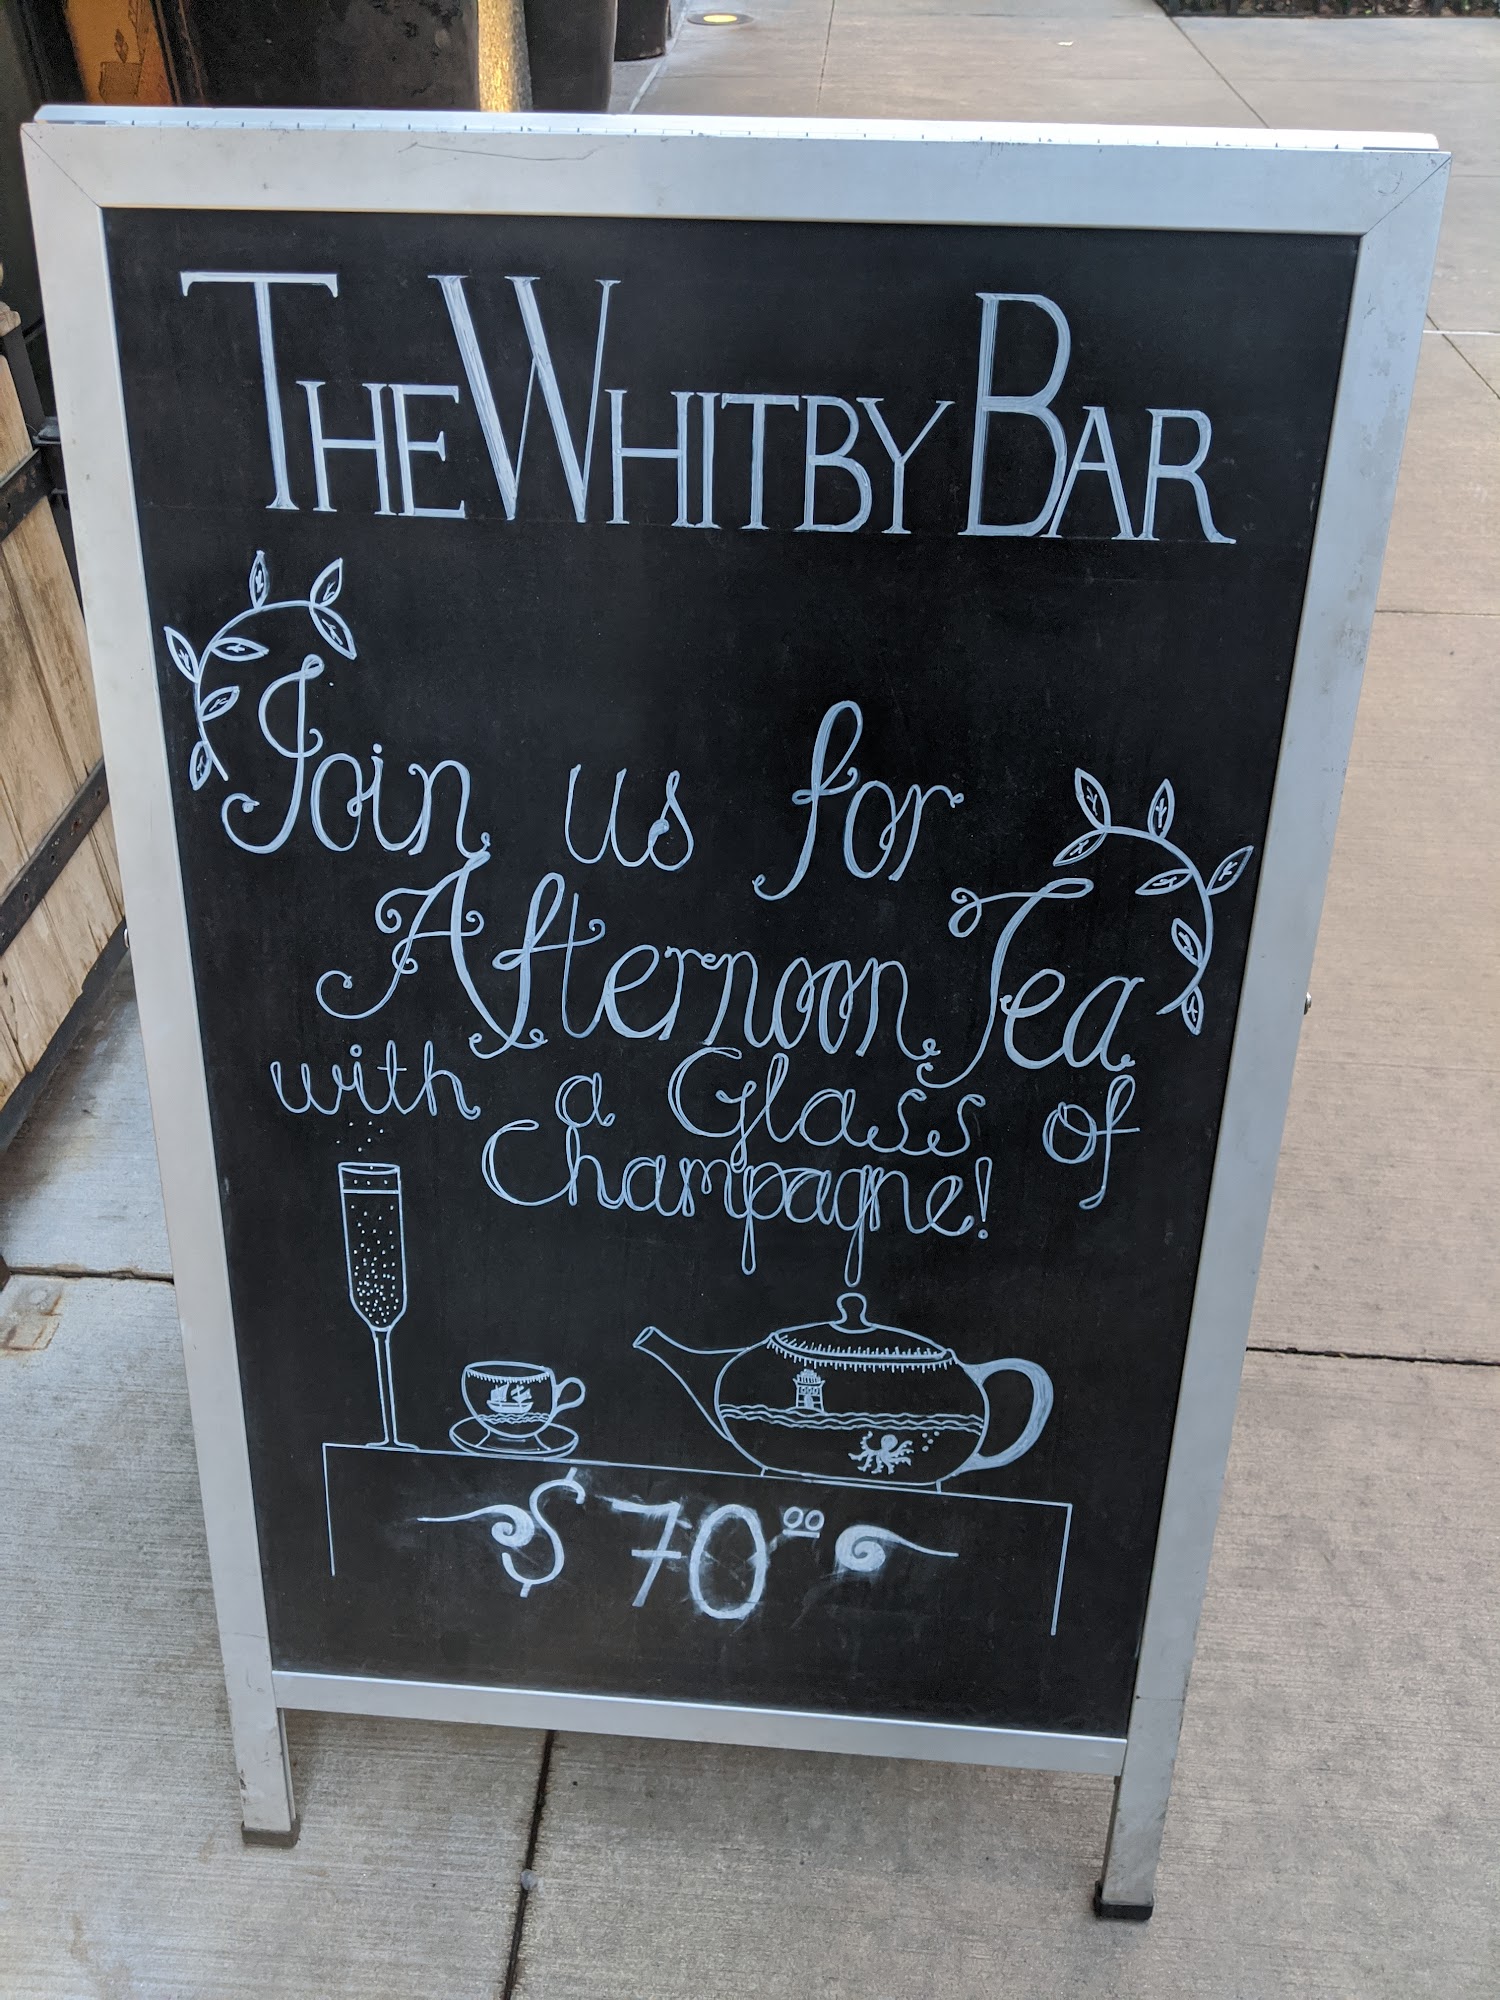 The Whitby Bar
Join us for
Afternoon Tea
with a Glass of
Champagne!
$70.00